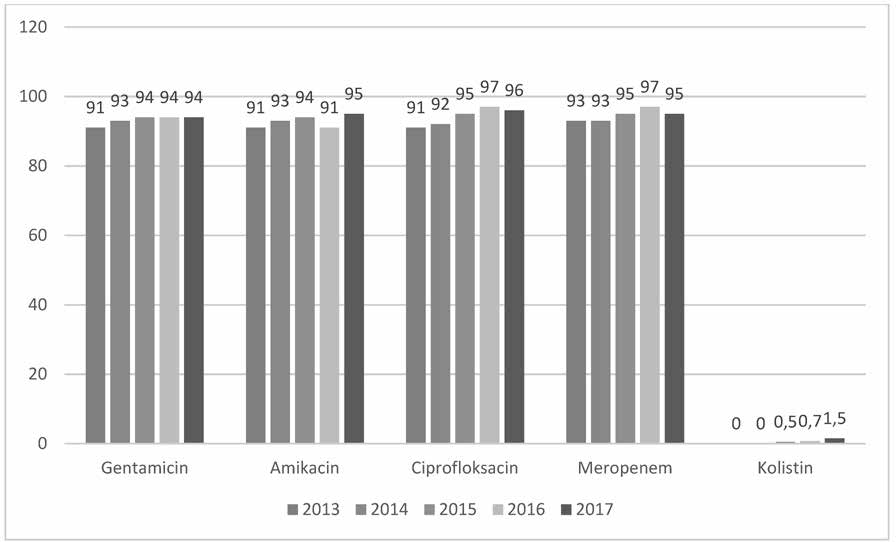 120
100
80
60
40
20
0
91 93 94 94 94
91 93 94 91 95
91 92 95 97 96
93 93 95 97 95
0 0 0,5 0,7 1,5
Gentamicin Amikacin Ciprofloksacin Meropenem Kolistin
2013 2014 2015 2016 2017